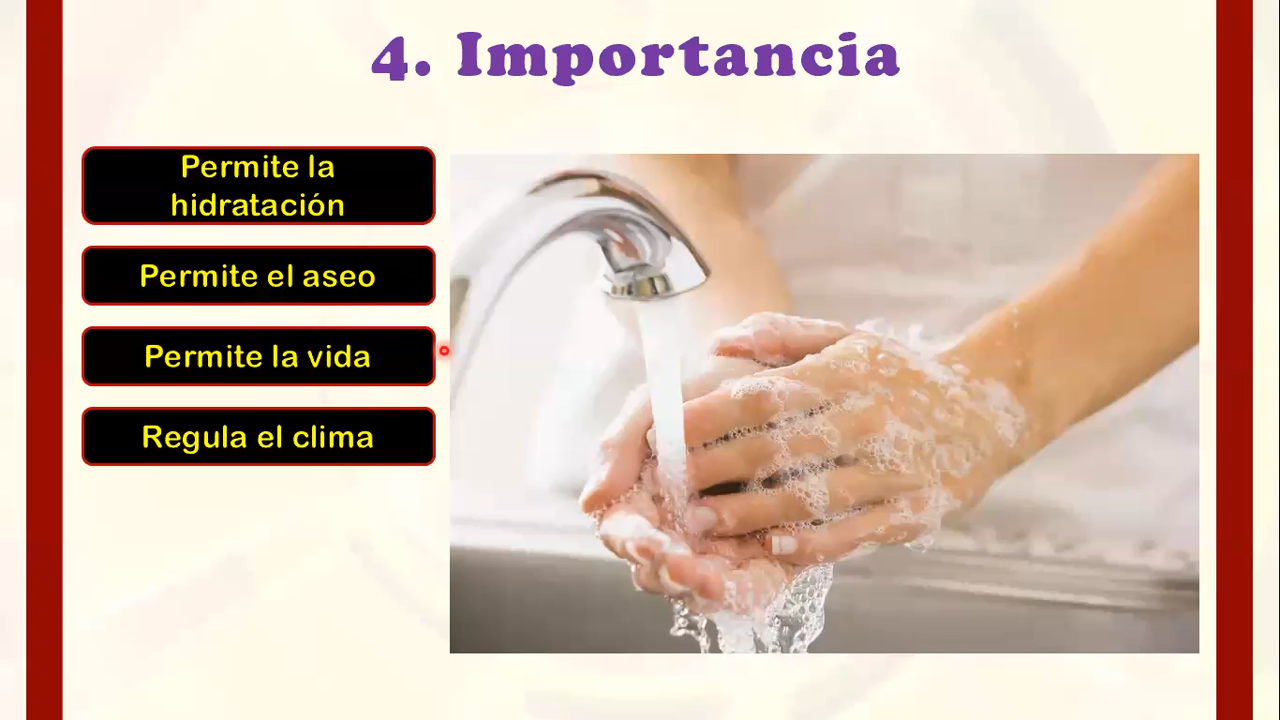 4. Importancia
Permite la
hidratación
Permite el aseo
Permite la vida
Regula el clima